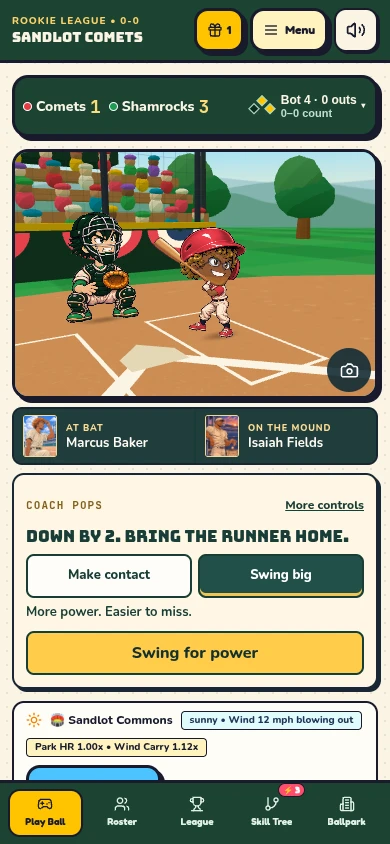 ROOKIE LEAGUE • 0-0
SANDLOT COMETS
1
Menu
Comets 1
Shamrocks 3
Bot 4 · 0 outs
0–0 count
AT BAT
Marcus Baker
ON THE MOUND
Isaiah Fields
COACH POPS
More controls
DOWN BY 2. BRING THE RUNNER HOME.
Make contact
Swing big
More power. Easier to miss.
Swing for power
Sandlot Commons
sunny • Wind 12 mph blowing out
Park HR 1.00x • Wind Carry 1.12x
3
Play Ball
Roster
League
Skill Tree
Ballpark